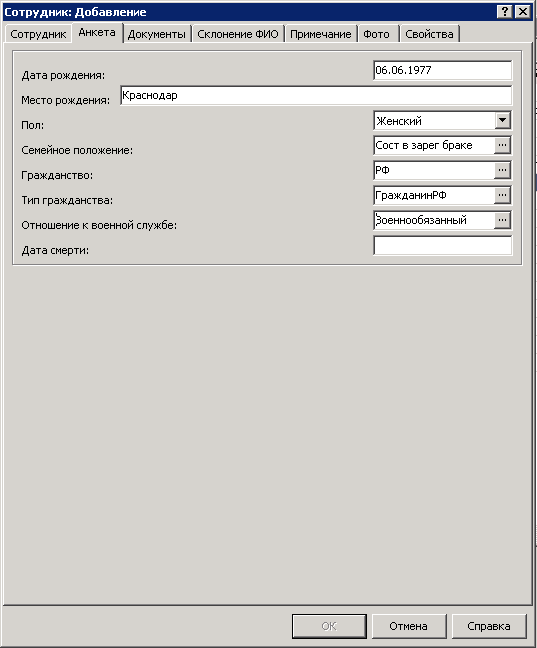 Сотрудник: Добавление
Сотрудник Анкета Документы Склонение ФИО Примечание Фото Свойства
Дата рождения: 06.06.1977
Место рождения: Краснодар
Пол: Женский
Семейное положение: Сост в зарег браке ...
Гражданство: РФ ...
Тип гражданства: ГражданинРФ ...
Отношение к военной службе: Военнообязанный ...
Дата смерти:
ОК Отмена Справка